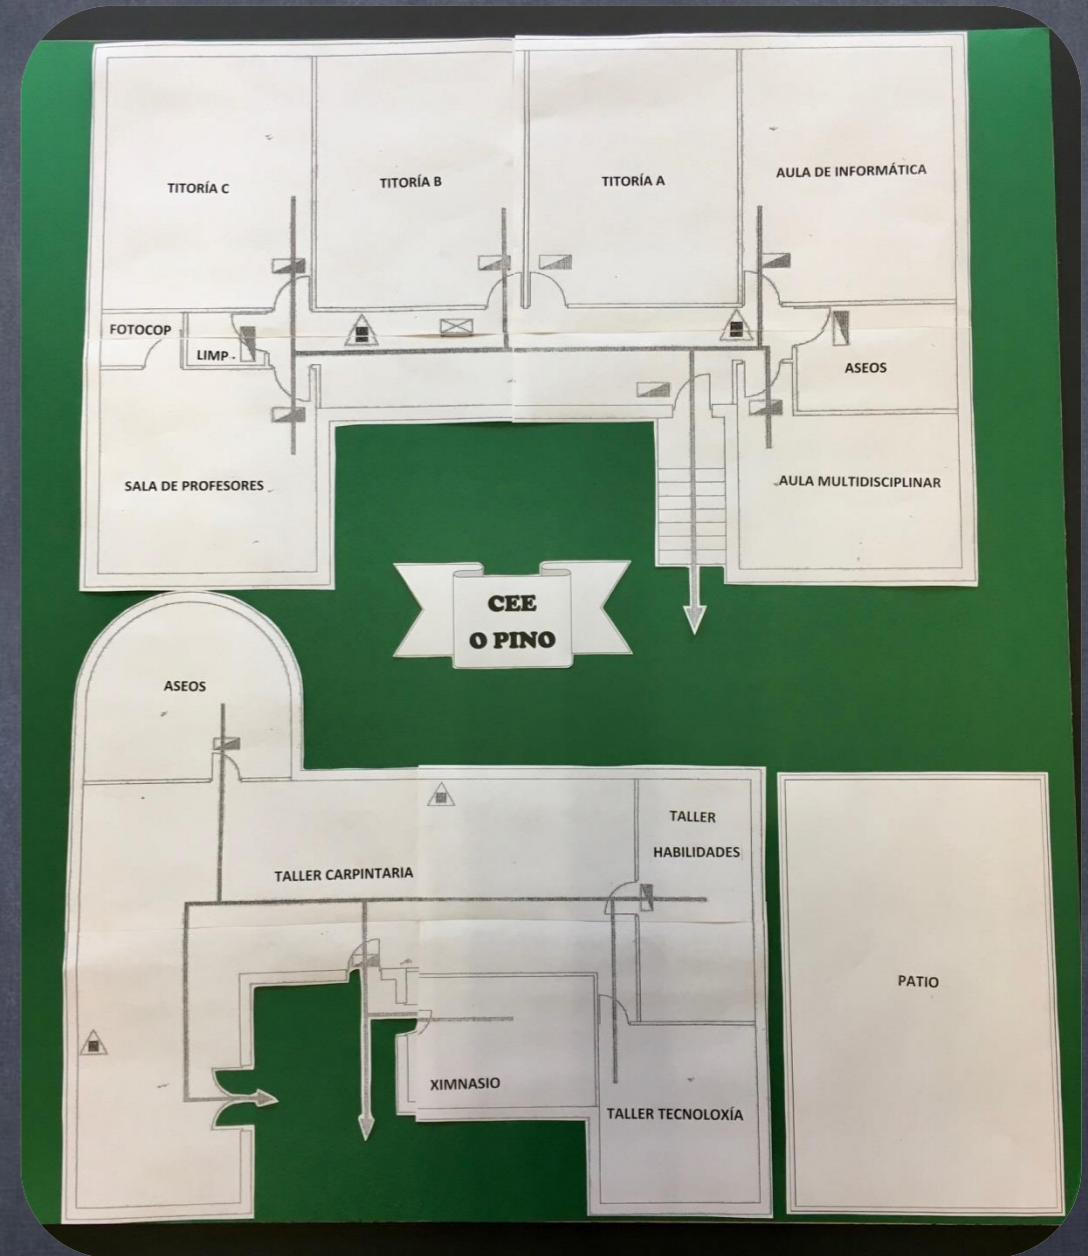 TITORÍA C
TITORÍA B
TITORÍA A
AULA DE INFORMÁTICA
FOTOCOP
LIMP.
ASEOS
SALA DE PROFESORES
AULA MULTIDISCIPLINAR
CEE
O PINO
ASEOS
TALLER
HABILIDADES
TALLER CARPINTARIA
PATIO
XIMNASIO
TALLER TECNOLOXÍA